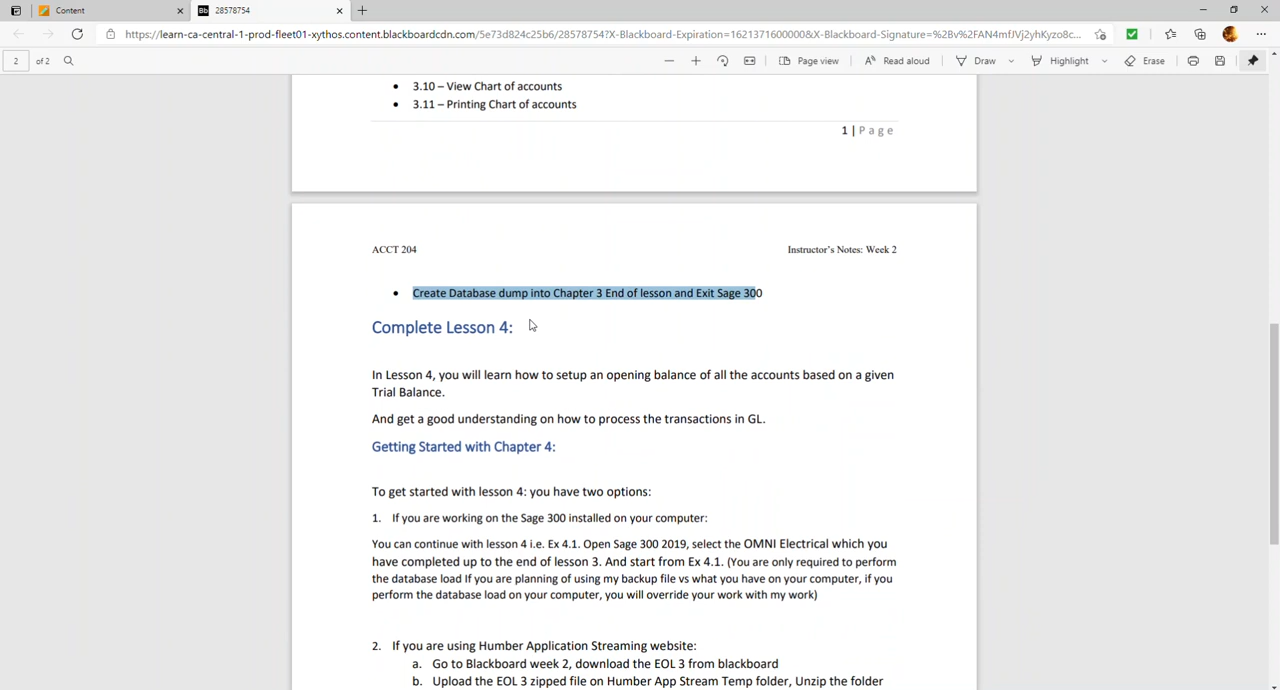 Content
Bb 28578754
https://learn-ca-central-1-prod-fleet01-xythos.content.blackboardcdn.com/5e73d824c25b6/28578754?X-Blackboard-Expiration=1621371600000&X-Blackboard-Signature=%2Bv%2FAN4mfJVj2yhKyzo8c...
2 of 2 Page view Read aloud Draw Highlight Erase
• 3.10 – View Chart of accounts
• 3.11 – Printing Chart of accounts
1 | P a g e
ACCT 204 Instructor's Notes: Week 2
• Create Database dump into Chapter 3 End of lesson and Exit Sage 300
Complete Lesson 4:
In Lesson 4, you will learn how to setup an opening balance of all the accounts based on a given
Trial Balance.
And get a good understanding on how to process the transactions in GL.
Getting Started with Chapter 4:
To get started with lesson 4: you have two options:
1. If you are working on the Sage 300 installed on your computer:
You can continue with lesson 4 i.e. Ex 4.1. Open Sage 300 2019, select the OMNI Electrical which you
have completed up to the end of lesson 3. And start from Ex 4.1. (You are only required to perform
the database load If you are planning of using my backup file vs what you have on your computer, if you
perform the database load on your computer, you will override your work with my work)
2. If you are using Humber Application Streaming website:
a. Go to Blackboard week 2, download the EOL 3 from blackboard
b. Upload the EOL 3 zipped file on Humber App Stream Temp folder, Unzip the folder